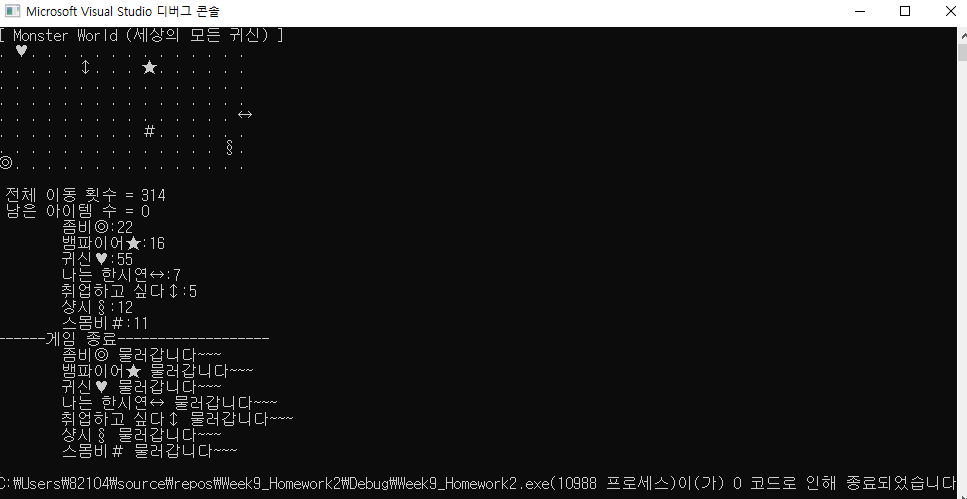 Microsoft Visual Studio 디버그 콘솔
[ Monster World (세상의 모든 귀신) ]
. ♥. . . . . . . . . . . . . .
. . . . . ↕. . . ★. . . . . .
. . . . . . . . . . . . . . . .
. . . . . . . . . . . . . . . .
. . . . . . . . . . . . . . . ↔
. . . . . . . . . #. . . . . .
. . . . . . . . . . . . . . §.
◎. . . . . . . . . . . . . . .
전체 이동 횟수 = 314
남은 아이템 수 = 0
좀비◎:22
뱀파이어★:16
귀신♥:55
나는 한시연↔:7
취업하고 싶다↕:5
샹시§:12
스몸비#:11
------게임 종료-------------------
좀비◎ 물러갑니다~~~
뱀파이어★ 물러갑니다~~~
귀신♥ 물러갑니다~~~
나는 한시연↔ 물러갑니다~~~
취업하고 싶다↕ 물러갑니다~~~
샹시§ 물러갑니다~~~
스몸비# 물러갑니다~~~
C:₩Users₩82104₩source₩repos₩Week9_Homework2₩Debug₩Week9_Homework2.exe(10988 프로세스)이(가) 0 코드로 인해 종료되었습니다